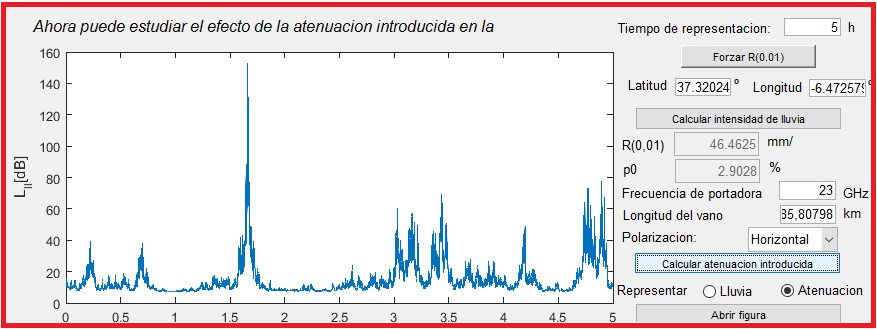 Ahora puede estudiar el efecto de la atenuacion introducida en la
Tiempo de representacion: 5 h
Forzar R(0.01)
Latitud 37.32024 º Longitud -6.472579 º
Calcular intensidad de lluvia
R(0,01) 46.4625 mm/
p0 2.9028 %
Frecuencia de portadora 23 GHz
Longitud del vano 35,80798 km
Polarizacion: Horizontal
Calcular atenuacion introducida
Representar Lluvia Atenuacion
Abrir figura
L_II[dB]
160
140
120
100
80
60
40
20
0
0 0.5 1 1.5 2 2.5 3 3.5 4 4.5 5